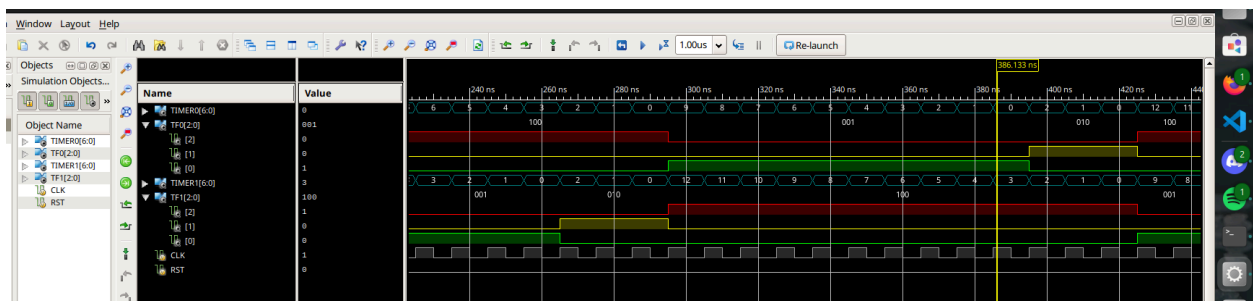 Window Layout Help
1.00us
Re-launch
Objects
Simulation Objects...
Object Name
TIMER0[6:0]
TF0[2:0]
TIMER1[6:0]
TF1[2:0]
CLK
RST
Name
Value
TIMER0[6:0]
0
TF0[2:0]
001
[2]
0
[1]
0
[0]
1
TIMER1[6:0]
3
TF1[2:0]
100
[2]
1
[1]
0
[0]
0
CLK
1
RST
0
386.133 ns
240 ns 260 ns 280 ns 300 ns 320 ns 340 ns 360 ns 380 400 ns 420 ns 440
6 5 4 3 2 1 0 9 8 7 6 5 4 3 2 1 0 2 1 0 12 11
100 001 010 100
3 2 1 0 2 1 0 12 11 10 9 8 7 6 5 4 3 2 1 0 9 8
001 010 100 001
1
2
1